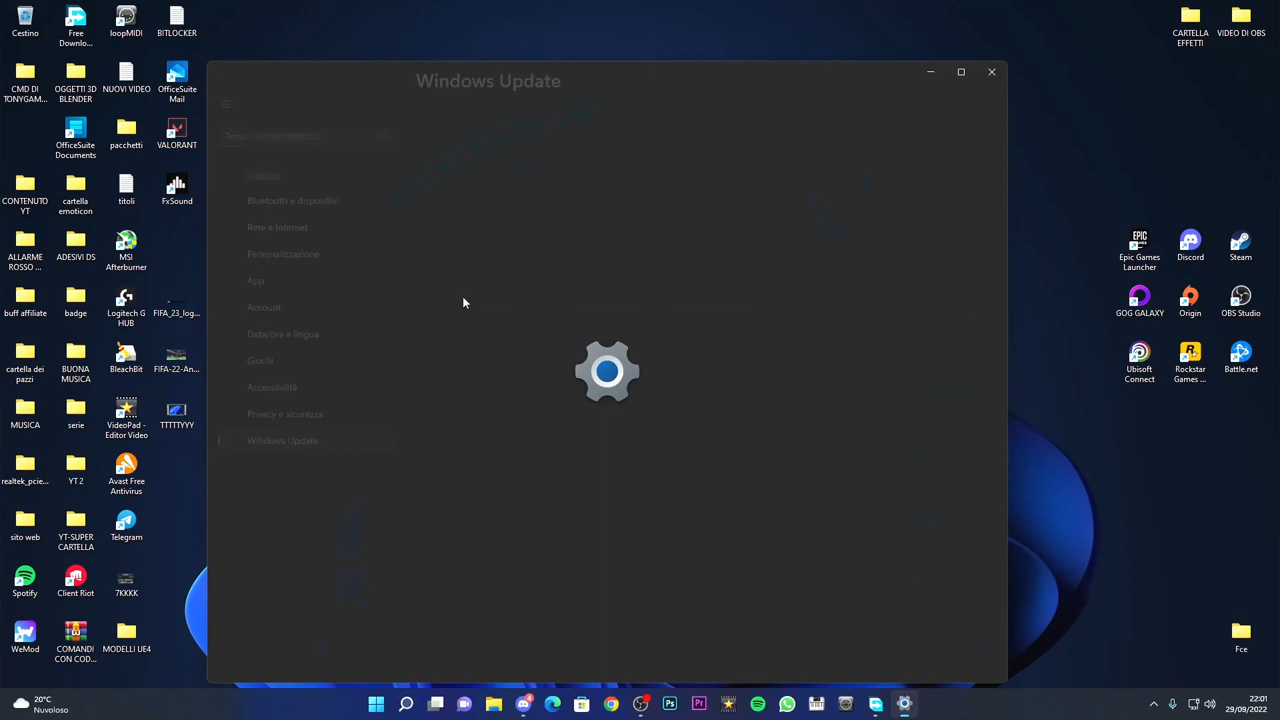 Cestino
Free
Downlo...
loopMIDI
BITLOCKER
CMD DI
TONYGAM...
OGGETTI 3D
BLENDER
NUOVI VIDEO
OfficeSuite
Mail
OfficeSuite
Documents
pacchetti
VALORANT
CONTENUTO
YT
cartella
emoticon
titoli
FxSound
ALLARME
ROSSO ...
ADESIVI DS
MSI
Afterburner
buff affiliate
badge
Logitech G
HUB
FIFA_23_log...
cartella dei
pazzi
BUONA
MUSICA
BleachBit
FIFA-22-An...
MUSICA
serie
VideoPad -
Editor Video
TTTTYYY
realtek_pcie...
YT 2
Avast Free
Antivirus
sito web
YT-SUPER
CARTELLA
Telegram
Spotify
Client Riot
7KKKK
WeMod
COMANDI
CON COD...
MODELLI UE4
Windows Update
Bluetooth e dispositivi
Rete e Internet
Personalizzazione
App
Account
Data/ora e lingua
Giochi
Accessibilità
Privacy e sicurezza
Windows Update
CARTELLA
EFFETTI
VIDEO DI OBS
EPIC
GAMES
Epic Games
Launcher
Discord
Steam
GOG GALAXY
Origin
OBS Studio
Ubisoft
Connect
Rockstar
Games ...
Battle.net
Fce
20°C
Nuvoloso
4
Ps
Pr
22:01
29/09/2022